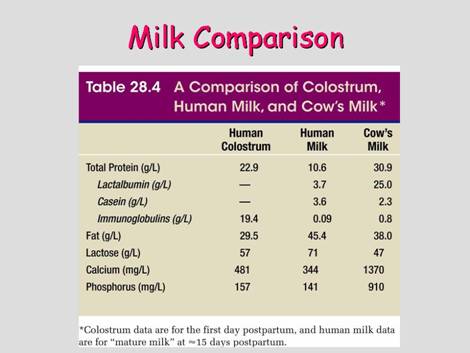 Milk Comparison
Table 28.4 A Comparison of Colostrum,
Human Milk, and Cow's Milk*
Human Colostrum Human Milk Cow's Milk
Total Protein (g/L) 22.9 10.6 30.9
Lactalbumin (g/L) — 3.7 25.0
Casein (g/L) — 3.6 2.3
Immunoglobulins (g/L) 19.4 0.09 0.8
Fat (g/L) 29.5 45.4 38.0
Lactose (g/L) 57 71 47
Calcium (mg/L) 481 344 1370
Phosphorus (mg/L) 157 141 910
*Colostrum data are for the first day postpartum, and human milk data
are for "mature milk" at ≈15 days postpartum.